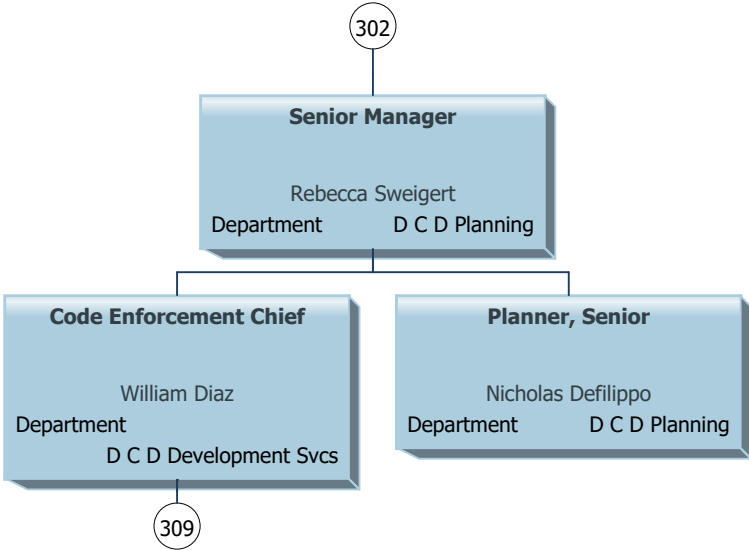 302
Senior Manager
Rebecca Sweigert
Department D C D Planning
Code Enforcement Chief
William Diaz
Department
D C D Development Svcs
309
Planner, Senior
Nicholas Defilippo
Department D C D Planning